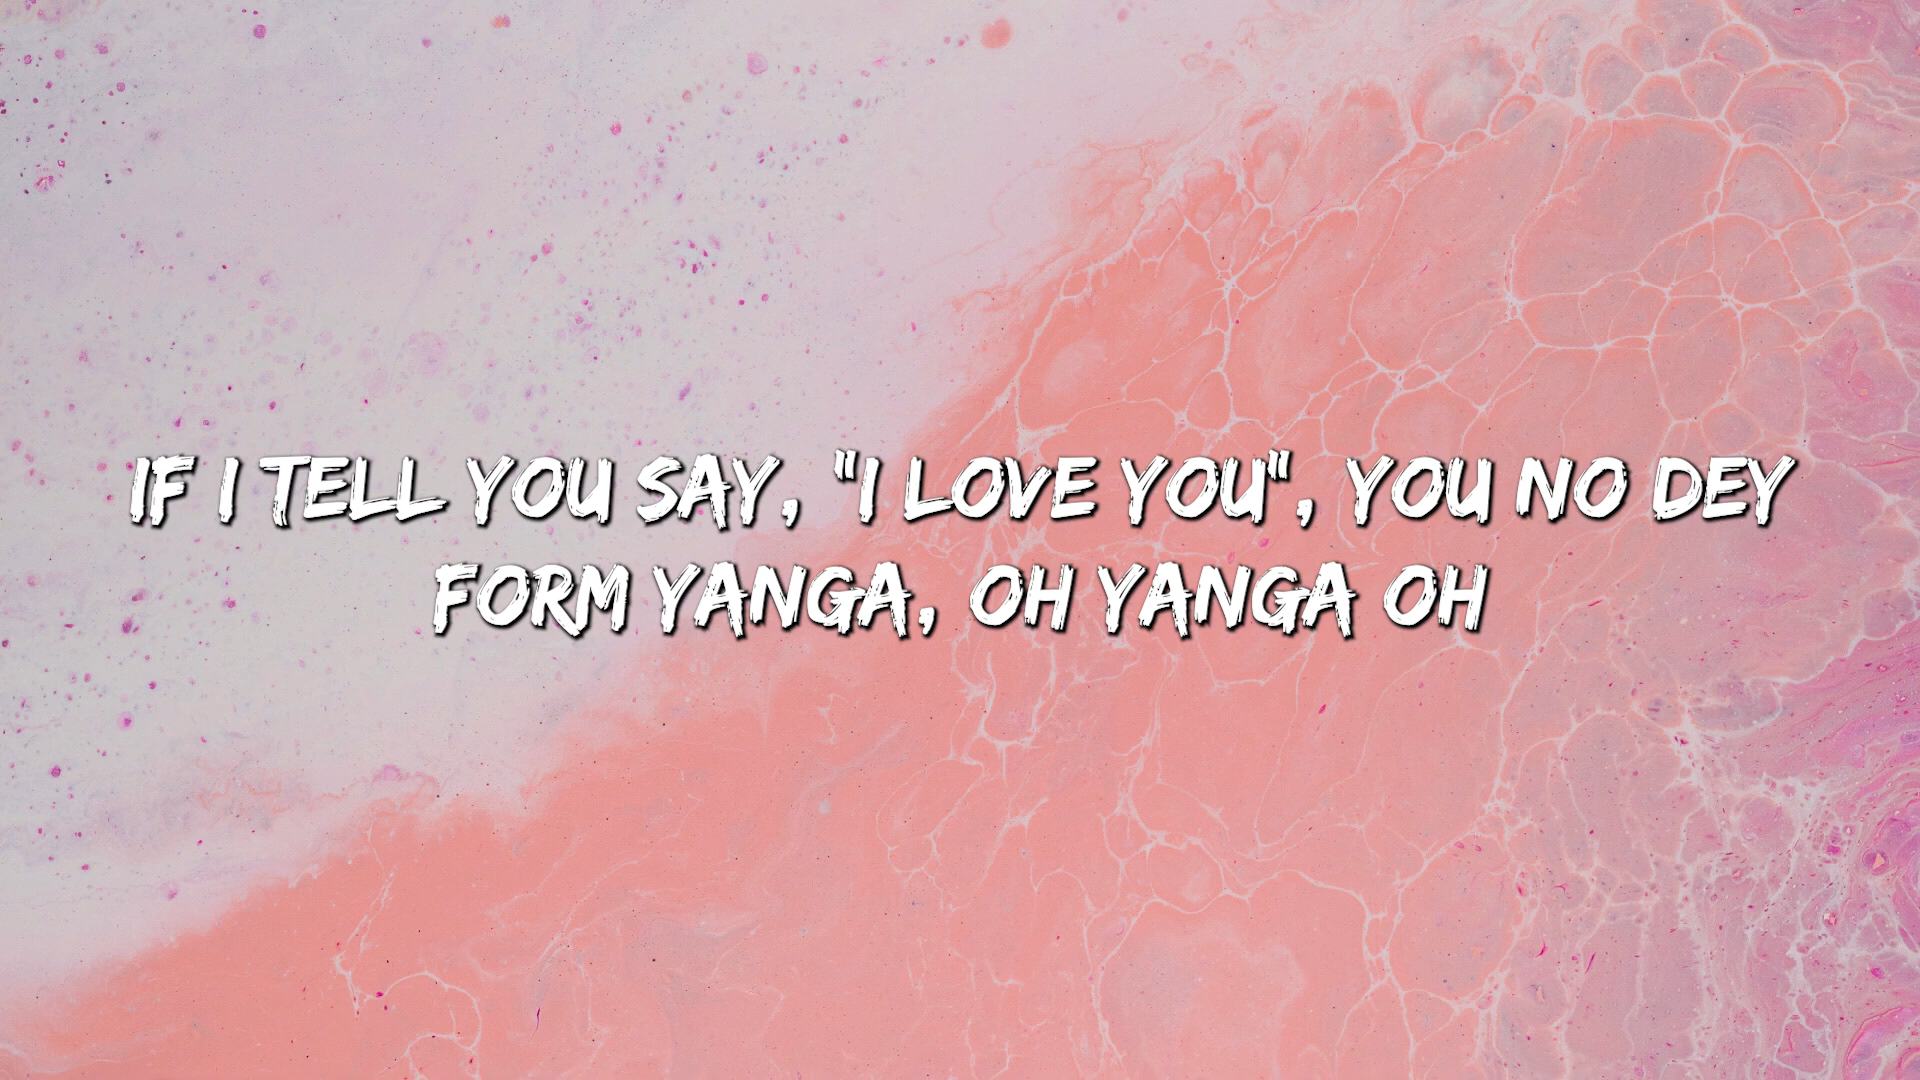 IF I TELL YOU SAY, "I LOVE YOU", YOU NO DEY
FORM YANGA, OH YANGA OH